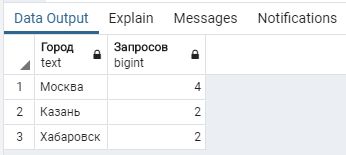 Data Output Explain Messages Notifications
Город Запросов
text bigint
1 Москва 4
2 Казань 2
3 Хабаровск 2